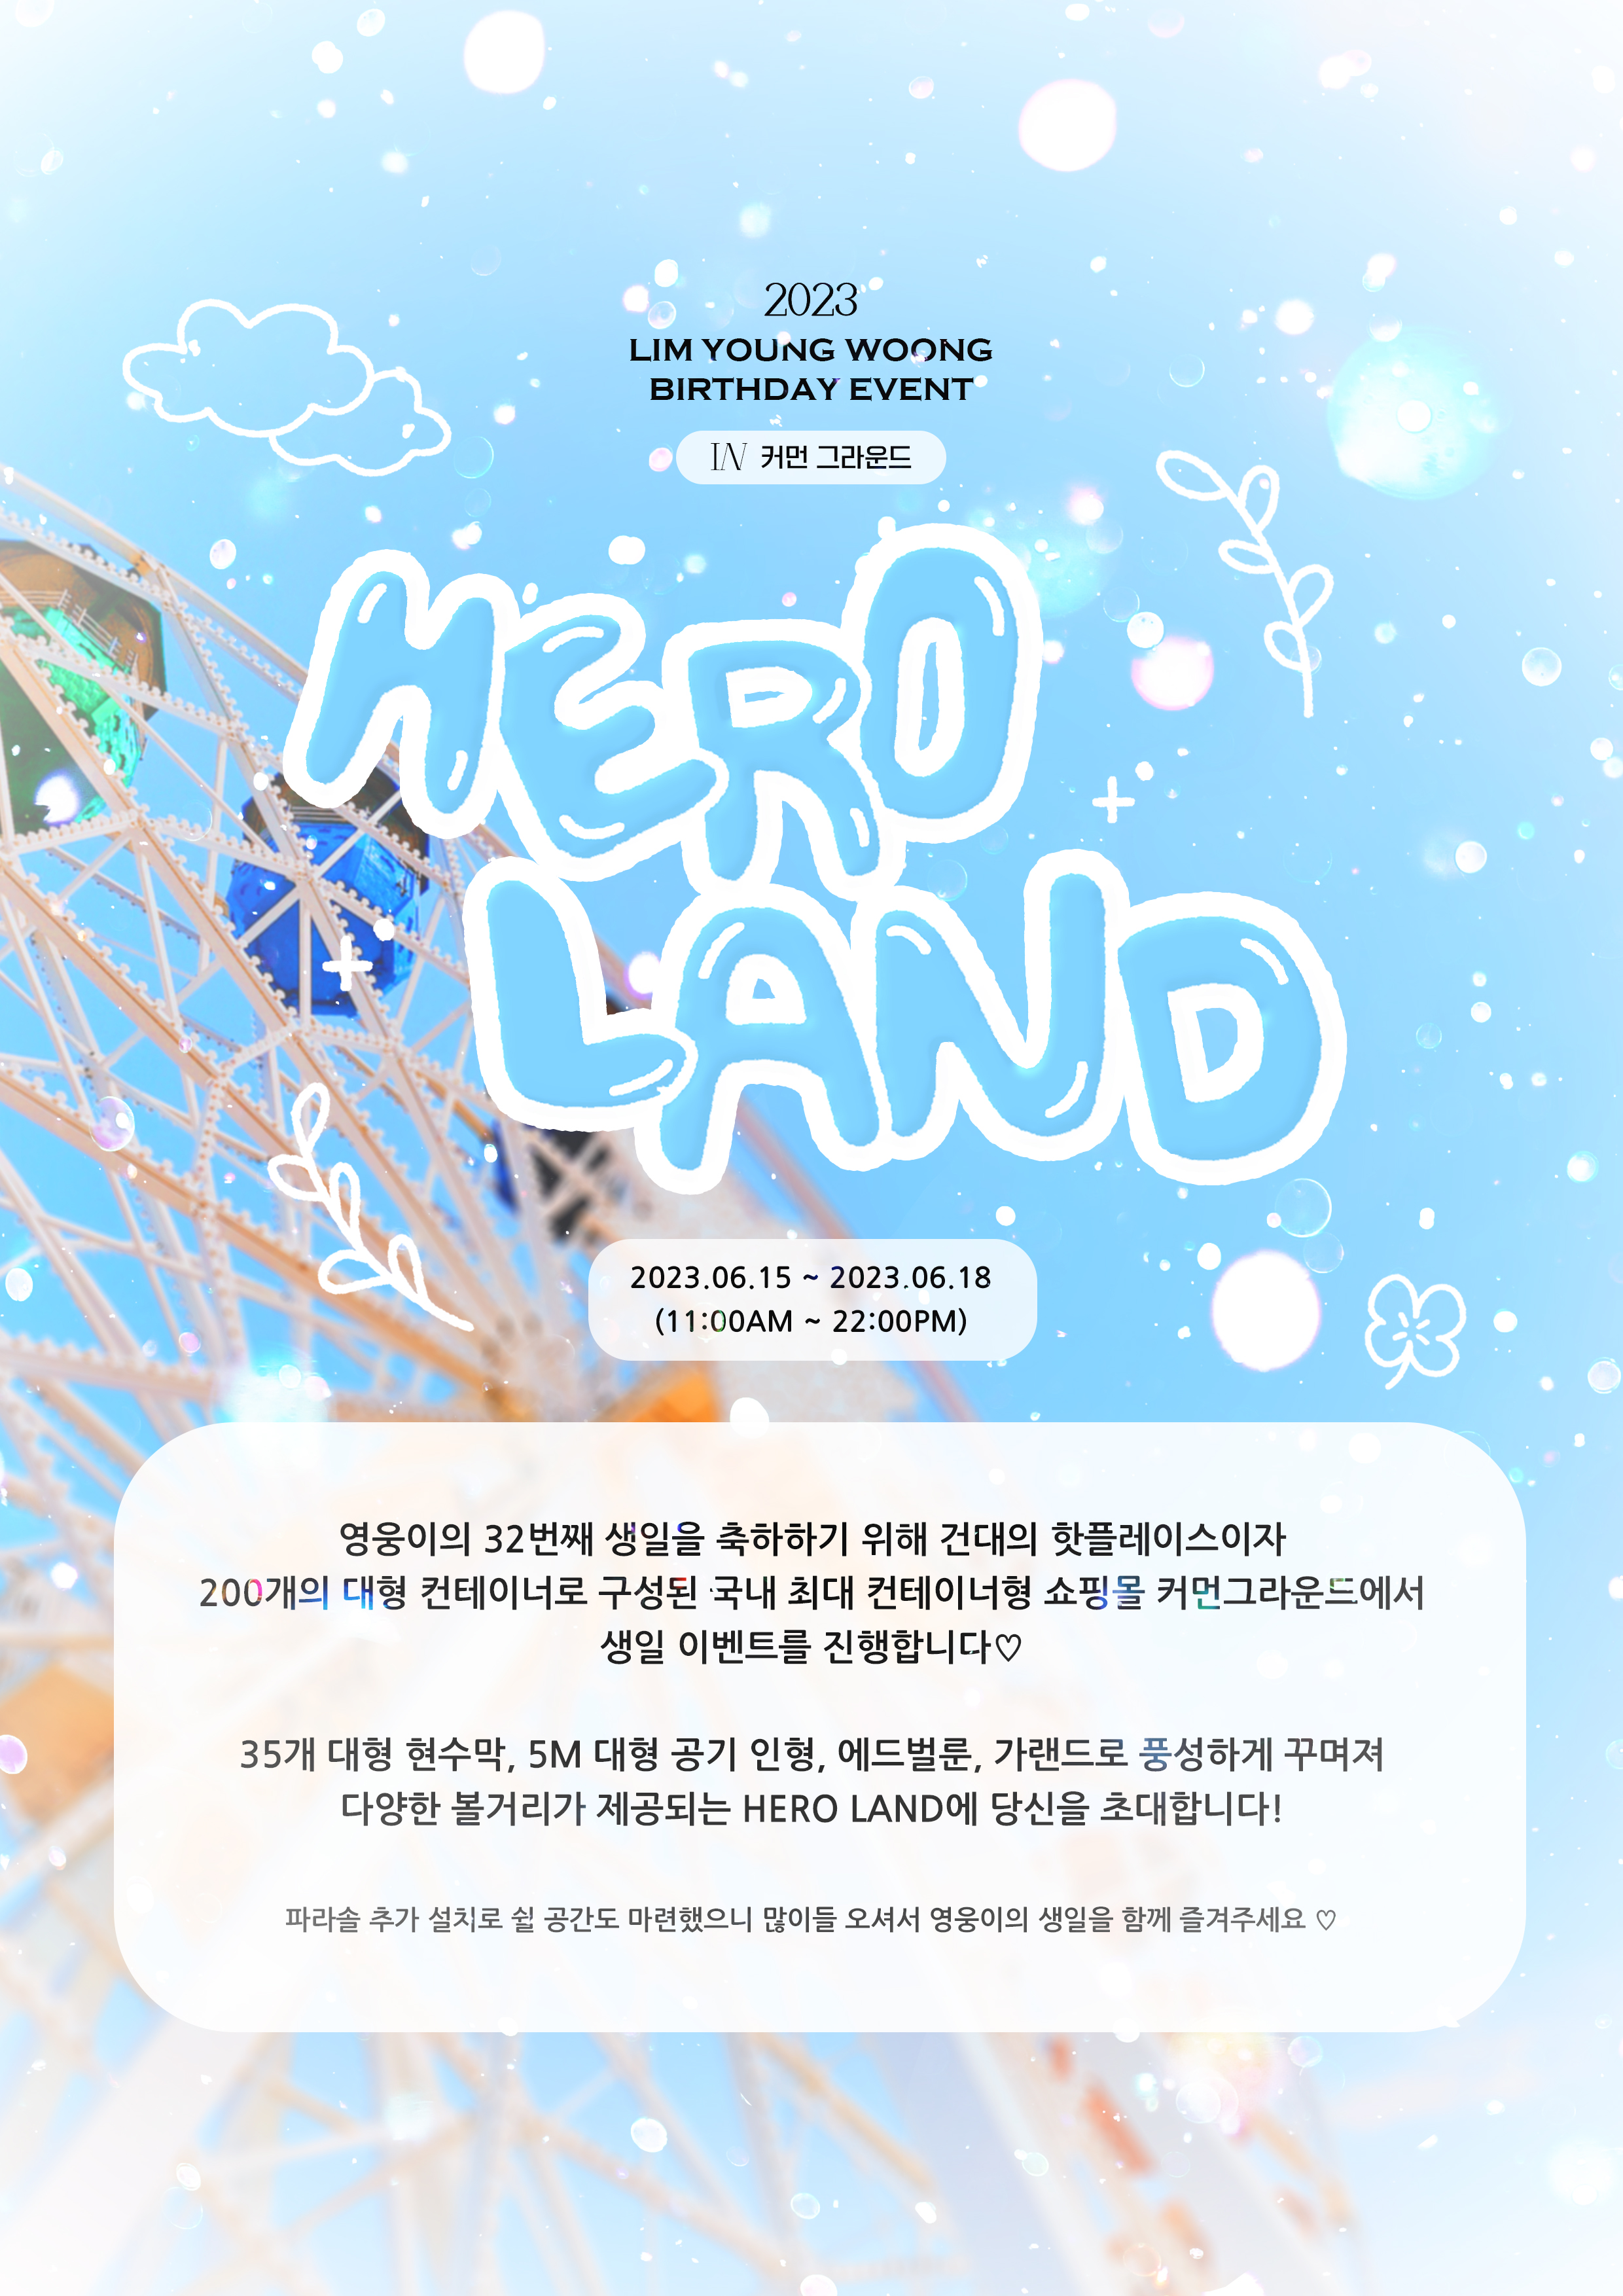 2023
LIM YOUNG WOONG
BIRTHDAY EVENT
IN 커먼 그라운드
HERO
LAND
2023.06.15 ~ 2023.06.18
(11:00AM ~ 22:00PM)
영웅이의 32번째 생일을 축하하기 위해 건대의 핫플레이스이자
200개의 대형 컨테이너로 구성된 국내 최대 컨테이너형 쇼핑몰 커먼그라운드에서
생일 이벤트를 진행합니다♡
35개 대형 현수막, 5M 대형 공기 인형, 에드벌룬, 가랜드로 풍성하게 꾸며져
다양한 볼거리가 제공되는 HERO LAND에 당신을 초대합니다!
파라솔 추가 설치로 쉴 공간도 마련했으니 많이들 오셔서 영웅이의 생일을 함께 즐겨주세요 ♡